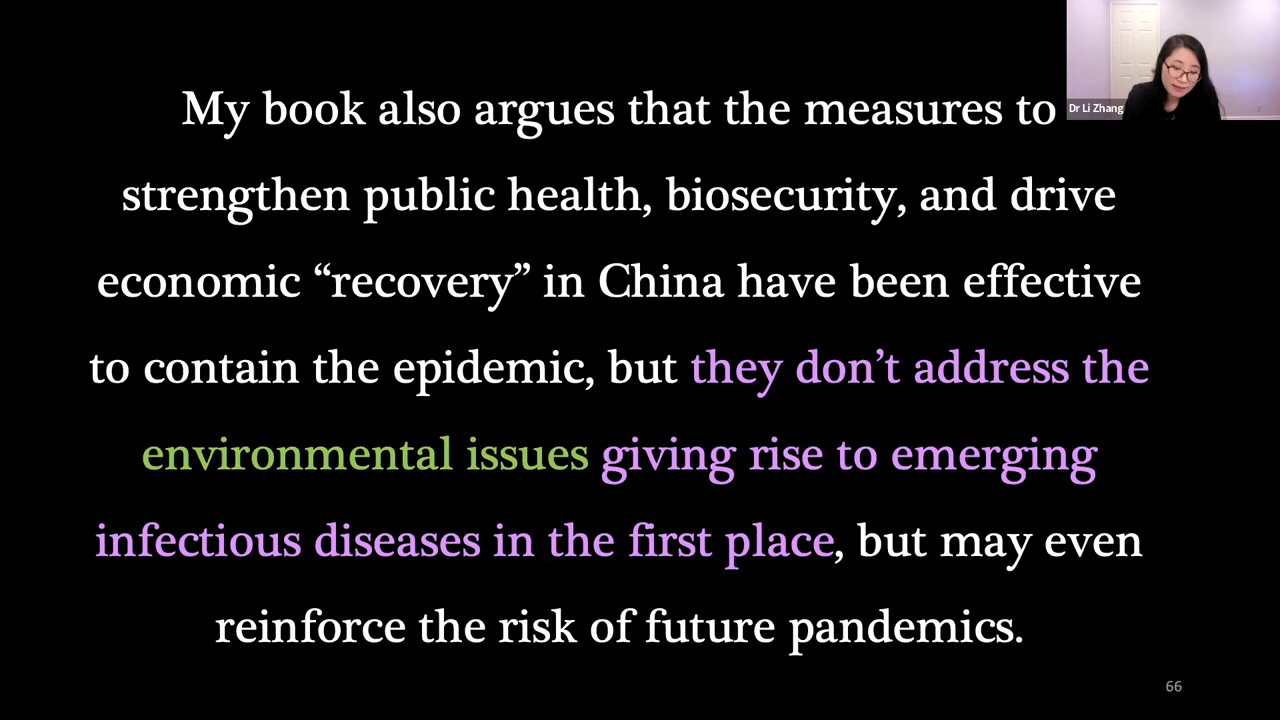 My book also argues that the measures to
strengthen public health, biosecurity, and drive
economic “recovery” in China have been effective
to contain the epidemic, but they don’t address the
environmental issues giving rise to emerging
infectious diseases in the first place, but may even
reinforce the risk of future pandemics.
Dr Li Zhang
66